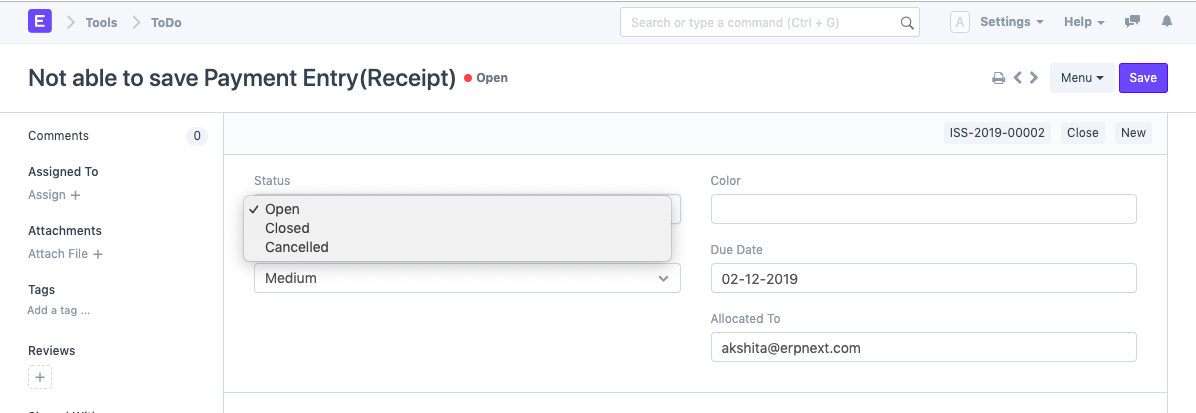 E Tools ToDo Search or type a command (Ctrl + G) A Settings Help
Not able to save Payment Entry(Receipt) Open Menu Save
Comments 0
ISS-2019-00002 Close New
Assigned To
Assign +
Attachments
Attach File +
Tags
Add a tag ...
Reviews
+
Status
Open
Closed
Cancelled
Medium
Color
Due Date
02-12-2019
Allocated To
akshita@erpnext.com